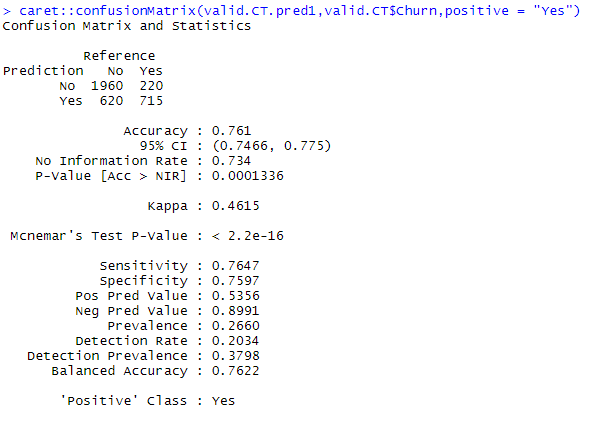 > caret::confusionMatrix(valid.CT.pred1,valid.CT$Churn,positive = "Yes")
Confusion Matrix and Statistics
Reference
Prediction No Yes
No 1960 220
Yes 620 715
Accuracy : 0.761
95% CI : (0.7466, 0.775)
No Information Rate : 0.734
P-Value [Acc > NIR] : 0.0001336
Kappa : 0.4615
Mcnemar's Test P-Value : < 2.2e-16
Sensitivity : 0.7647
Specificity : 0.7597
Pos Pred Value : 0.5356
Neg Pred Value : 0.8991
Prevalence : 0.2660
Detection Rate : 0.2034
Detection Prevalence : 0.3798
Balanced Accuracy : 0.7622
'Positive' Class : Yes